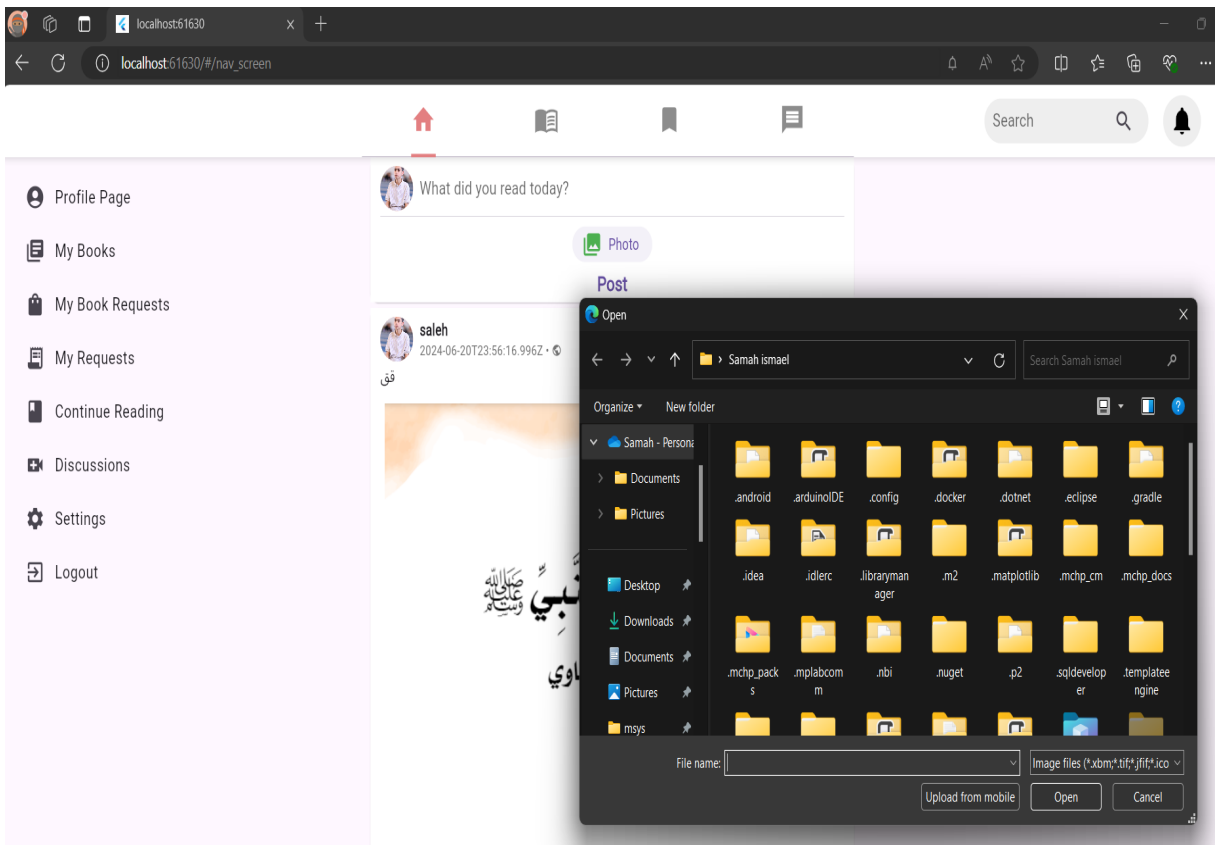 localhost:61630
localhost:61630/#/nav_screen
Search
Profile Page
My Books
My Book Requests
My Requests
Continue Reading
Discussions
Settings
Logout
What did you read today?
Photo
Post
saleh
2024-06-20T23:56:16.996Z •
قق
ﷺ
Open
Samah ismael
Search Samah ismael
Organize
New folder
Samah - Persona
Documents
Pictures
Desktop
Downloads
Documents
Pictures
msys
.android
.arduinoIDE
.config
.docker
.dotnet
.eclipse
.gradle
.idea
.idlerc
.libraryman
ager
.m2
.matplotlib
.mchp_cm
.mchp_docs
.mchp_pack
s
.mplabcom
m
.nbi
.nuget
.p2
.sqldevelop
er
.templatee
ngine
File name:
Image files (*.xbm;*.tif;*.jfif;*.ico
Upload from mobile
Open
Cancel